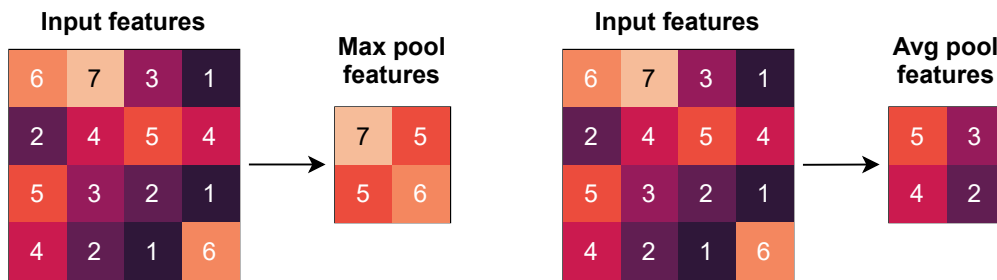 Input features
6 7 3 1
2 4 5 4
5 3 2 1
4 2 1 6
Max pool
features
7 5
5 6
Input features
6 7 3 1
2 4 5 4
5 3 2 1
4 2 1 6
Avg pool
features
5 3
4 2